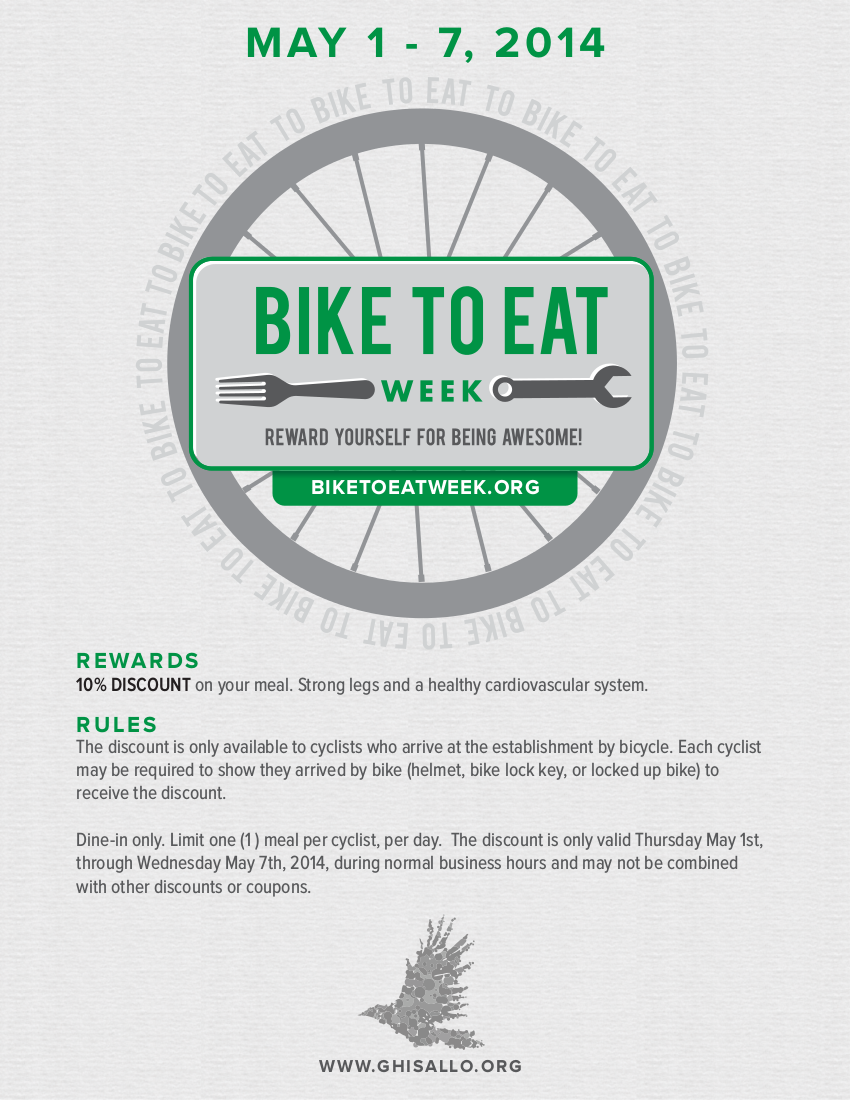 MAY 1 - 7, 2014
TO BIKE TO EAT TO BIKE TO EAT TO BIKE TO EAT TO BIKE TO EAT TO BIKE TO EAT TO BIKE TO EAT TO BIKE TO EAT TO BIKE TO EAT
BIKE TO EAT
WEEK
REWARD YOURSELF FOR BEING AWESOME!
BIKETOEATWEEK.ORG
REWARDS
10% DISCOUNT on your meal. Strong legs and a healthy cardiovascular system.
RULES
The discount is only available to cyclists who arrive at the establishment by bicycle. Each cyclist
may be required to show they arrived by bike (helmet, bike lock key, or locked up bike) to
receive the discount.
Dine-in only. Limit one (1 ) meal per cyclist, per day.  The discount is only valid Thursday May 1st,
through Wednesday May 7th, 2014, during normal business hours and may not be combined
with other discounts or coupons.
WWW.GHISALLO.ORG